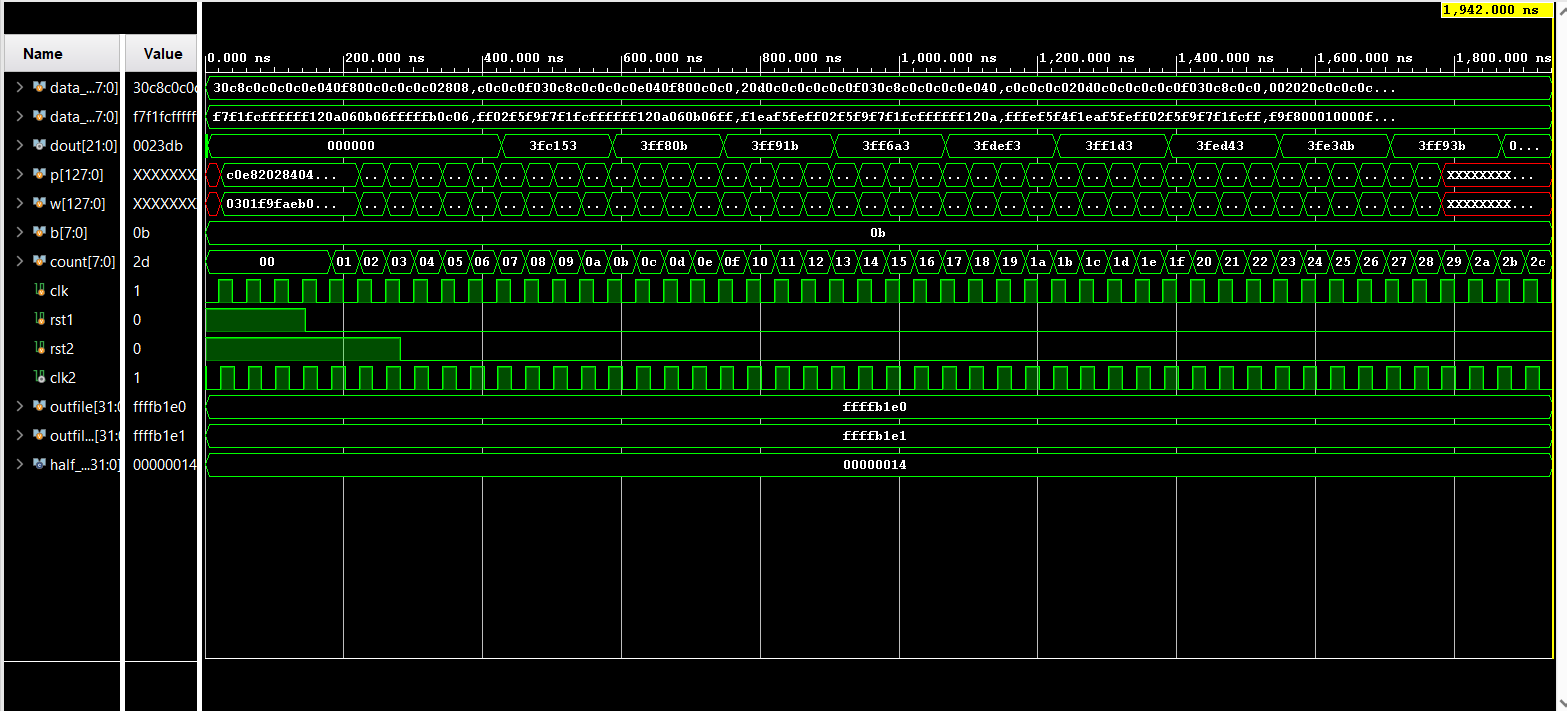 1,942.000 ns
Name Value
0.000 ns 200.000 ns 400.000 ns 600.000 ns 800.000 ns 1,000.000 ns 1,200.000 ns 1,400.000 ns 1,600.000 ns 1,800.000 ns
data_...7:0] 30c8c0c0c 30c8c0c0c0c0e040f800c0c0c0c02808,c0c0c0f030c8c0c0c0c0e040f800c0c0,20d0c0c0c0c0c0f030c8c0c0c0c0e040,c0c0c0c020d0c0c0c0c0c0f030c8c0c0,002020c0c0c0c...
data_...7:0] f7f1fcfffff f7f1fcffffff120a060b06fffffb0c06,ff02f5f9f7f1fcffffff120a060b06ff,f1eaf5feff02f5f9f7f1fcffffff120a,fffef5f4f1eaf5feff02f5f9f7f1fcff,f9f800010000f...
dout[21:0] 0023db 000000 3fc153 3ff80b 3ff91b 3ff6a3 3fdef3 3ff1d3 3fed43 3fe3db 3ff93b 0...
p[127:0] XXXXXXX c0e82028404... .. .. .. .. .. .. .. .. .. .. .. .. .. .. .. .. .. .. .. .. .. .. .. .. .. .. .. .. .. .. .. .. .. .. .. .. .. .. .. XXXXXXXX...
w[127:0] XXXXXXX 0301f9faeb0... .. .. .. .. .. .. .. .. .. .. .. .. .. .. .. .. .. .. .. .. .. .. .. .. .. .. .. .. .. .. .. .. .. .. .. .. .. .. .. XXXXXXXX...
b[7:0] 0b 0b
count[7:0] 2d 00 01 02 03 04 05 06 07 08 09 0a 0b 0c 0d 0e 0f 10 11 12 13 14 15 16 17 18 19 1a 1b 1c 1d 1e 1f 20 21 22 23 24 25 26 27 28 29 2a 2b 2c
clk 1
rst1 0
rst2 0
clk2 1
outfile[31:0 ffffb1e0 ffffb1e0
outfil...[31:0 ffffb1e1 ffffb1e1
half_...31:0] 00000014 00000014